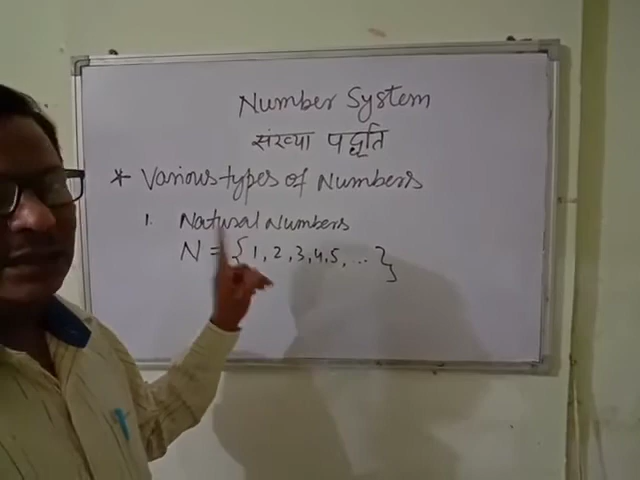 Number System
संख्या पद्धति
* Various types of Numbers
1. Natural Numbers
N = {1, 2, 3, 4, 5, ... }